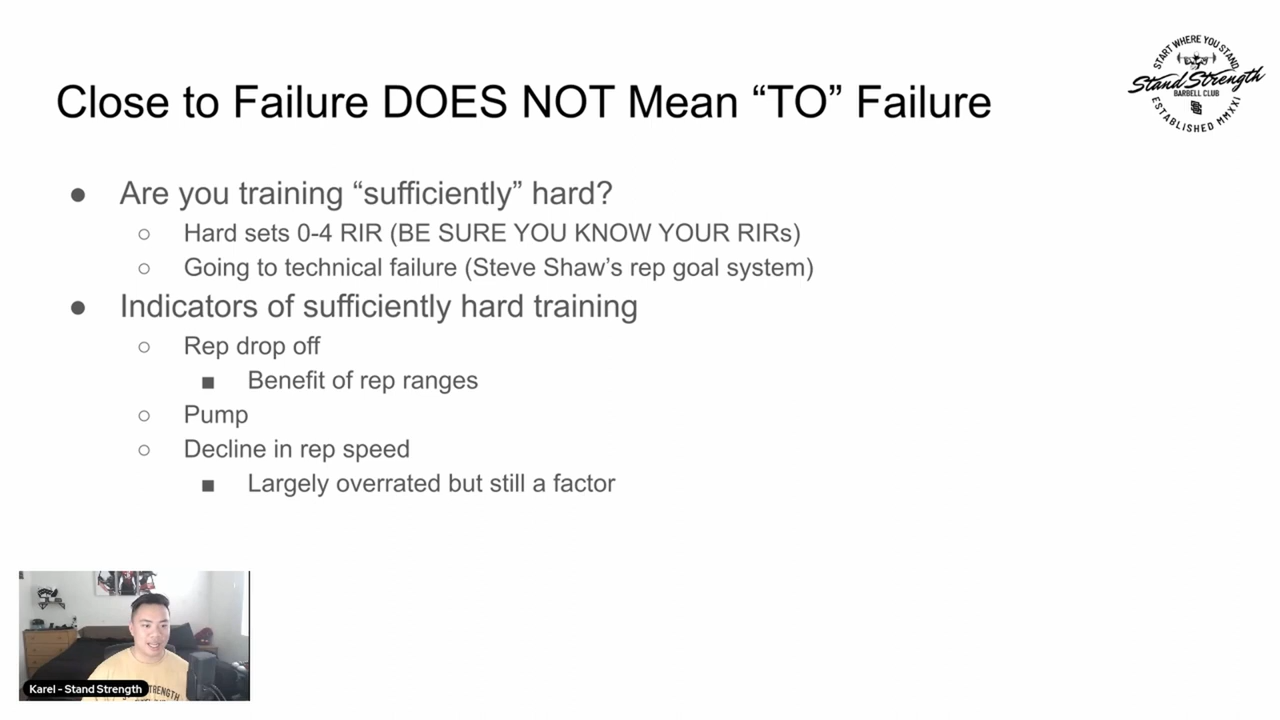 Close to Failure DOES NOT Mean “TO” Failure
START WHERE YOU STAND
Stand Strength
BARBELL CLUB
ESTABLISHED MMXXI
● Are you training “sufficiently” hard?
○ Hard sets 0-4 RIR (BE SURE YOU KNOW YOUR RIRs)
○ Going to technical failure (Steve Shaw’s rep goal system)
● Indicators of sufficiently hard training
○ Rep drop off
■ Benefit of rep ranges
○ Pump
○ Decline in rep speed
■ Largely overrated but still a factor
Karel - Stand Strength